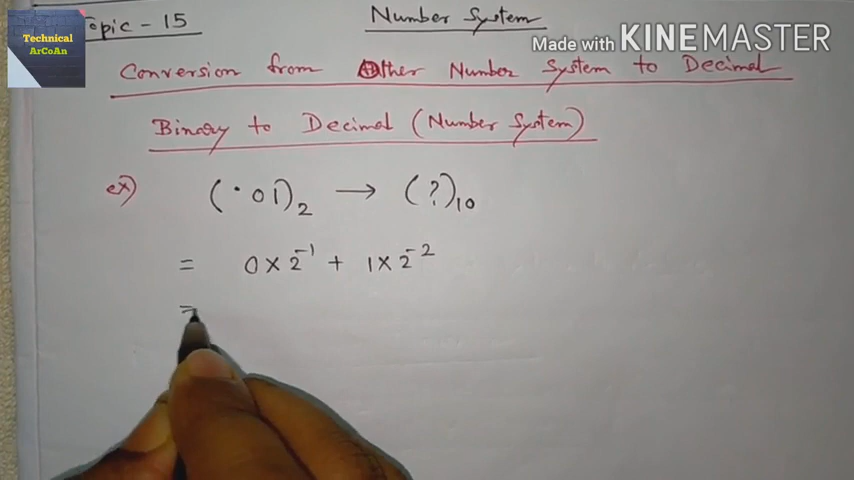 Topic - 15
Number System
Technical
ArCoAn
Made with KINEMASTER
Conversion from Other Number System to Decimal
Binary to Decimal (Number System)
ex) (·01)₂ → (?)₁₀
= 0×2⁻¹ + 1×2⁻²
=